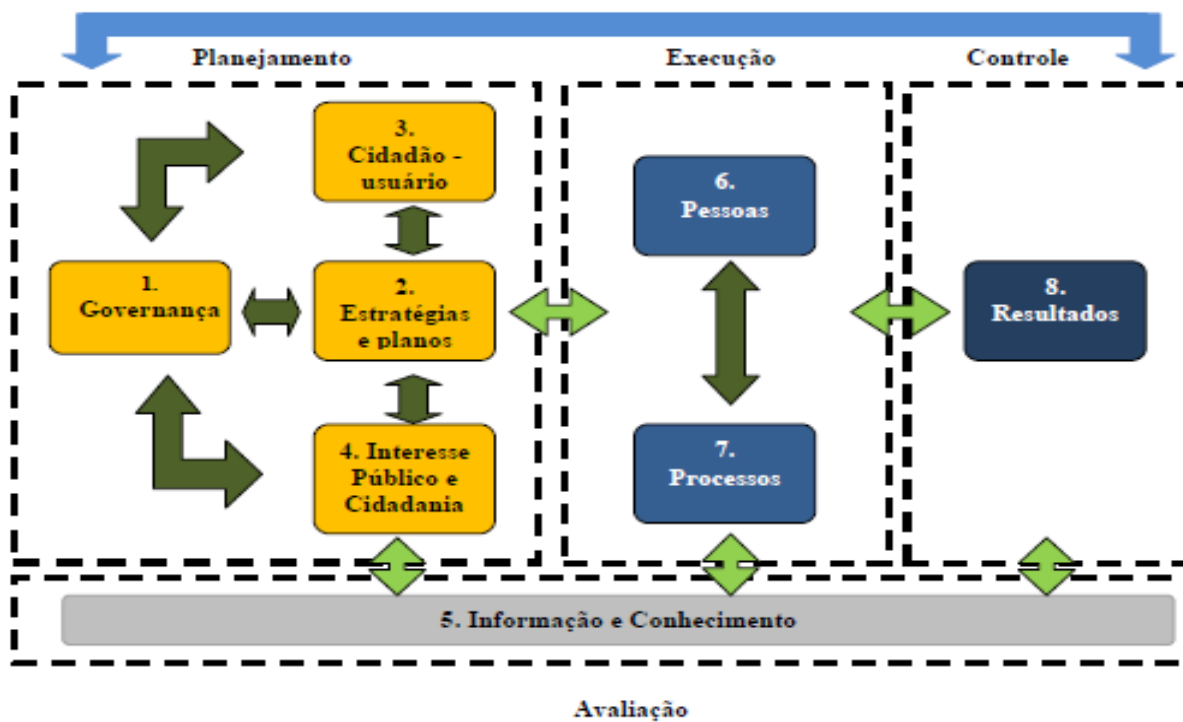 Planejamento
Execução
Controle
3.
Cidadão -
usuário
1.
Governança
2.
Estratégias
e planos
4. Interesse
Público e
Cidadania
6.
Pessoas
7.
Processos
8.
Resultados
5. Informação e Conhecimento
Avaliação